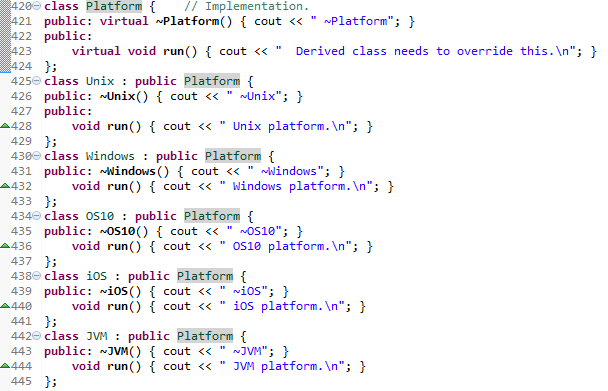 420 class Platform {    // Implementation.
421 public: virtual ~Platform() { cout << " ~Platform"; }
422 public:
423     virtual void run() { cout << "  Derived class needs to override this.\n"; }
424 };
425 class Unix : public Platform {
426 public: ~Unix() { cout << " ~Unix"; }
427 public:
428     void run() { cout << " Unix platform.\n"; }
429 };
430 class Windows : public Platform {
431 public: ~Windows() { cout << " ~Windows"; }
432     void run() { cout << " Windows platform.\n"; }
433 };
434 class OS10 : public Platform {
435 public: ~OS10() { cout << " ~OS10"; }
436     void run() { cout << " OS10 platform.\n"; }
437 };
438 class iOS : public Platform {
439 public: ~iOS() { cout << " ~iOS"; }
440     void run() { cout << " iOS platform.\n"; }
441 };
442 class JVM : public Platform {
443 public: ~JVM() { cout << " ~JVM"; }
444     void run() { cout << " JVM platform.\n"; }
445 };